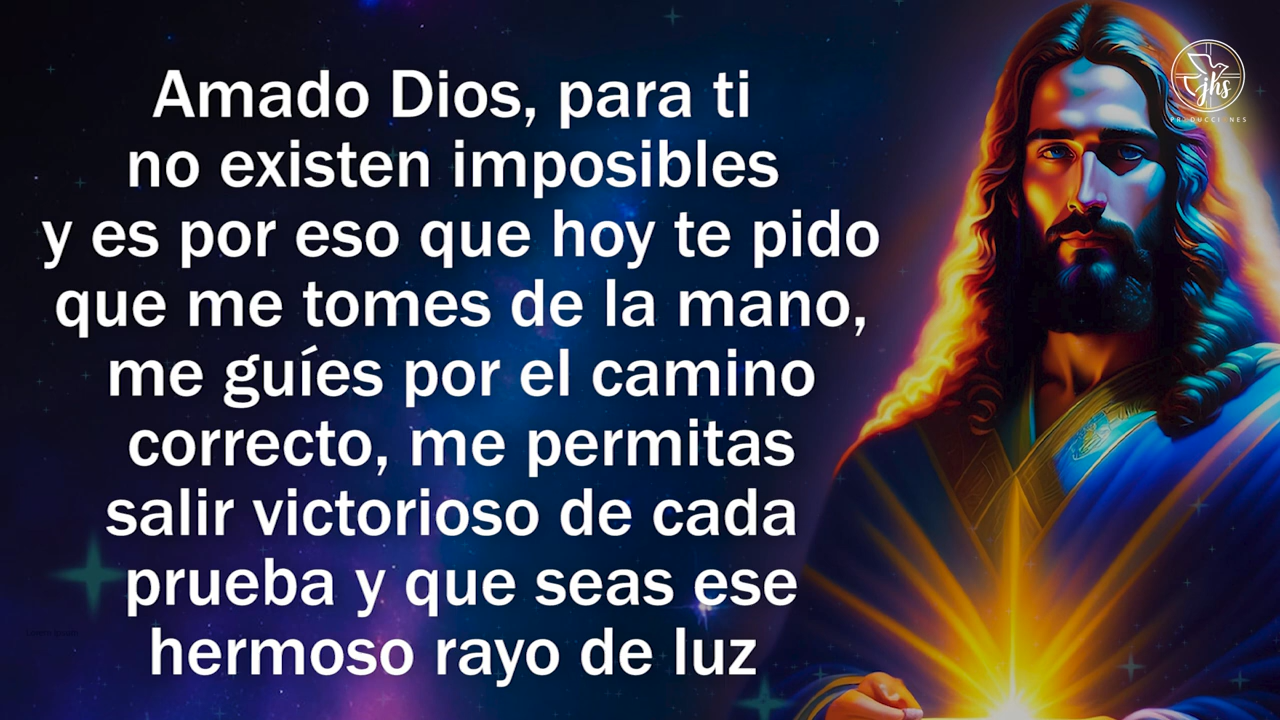 Amado Dios, para ti
no existen imposibles
y es por eso que hoy te pido
que me tomes de la mano,
me guíes por el camino
correcto, me permitas
salir victorioso de cada
prueba y que seas ese
hermoso rayo de luz
jhs
PRODUCCIONES